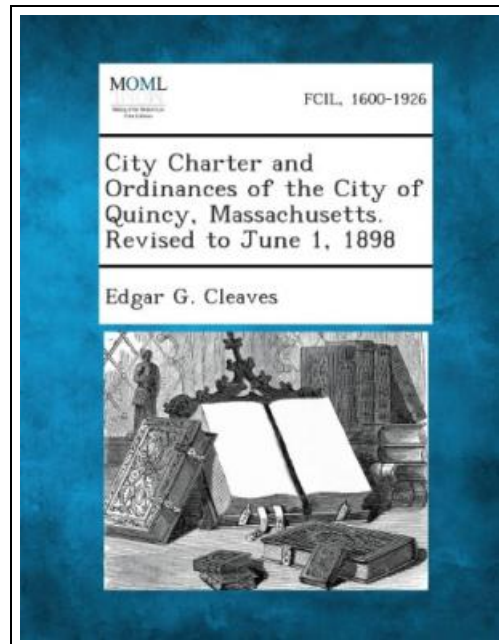 MOML
FCIL, 1600-1926
City Charter and
Ordinances of the City of
Quincy, Massachusetts.
Revised to June 1, 1898
Edgar G. Cleaves